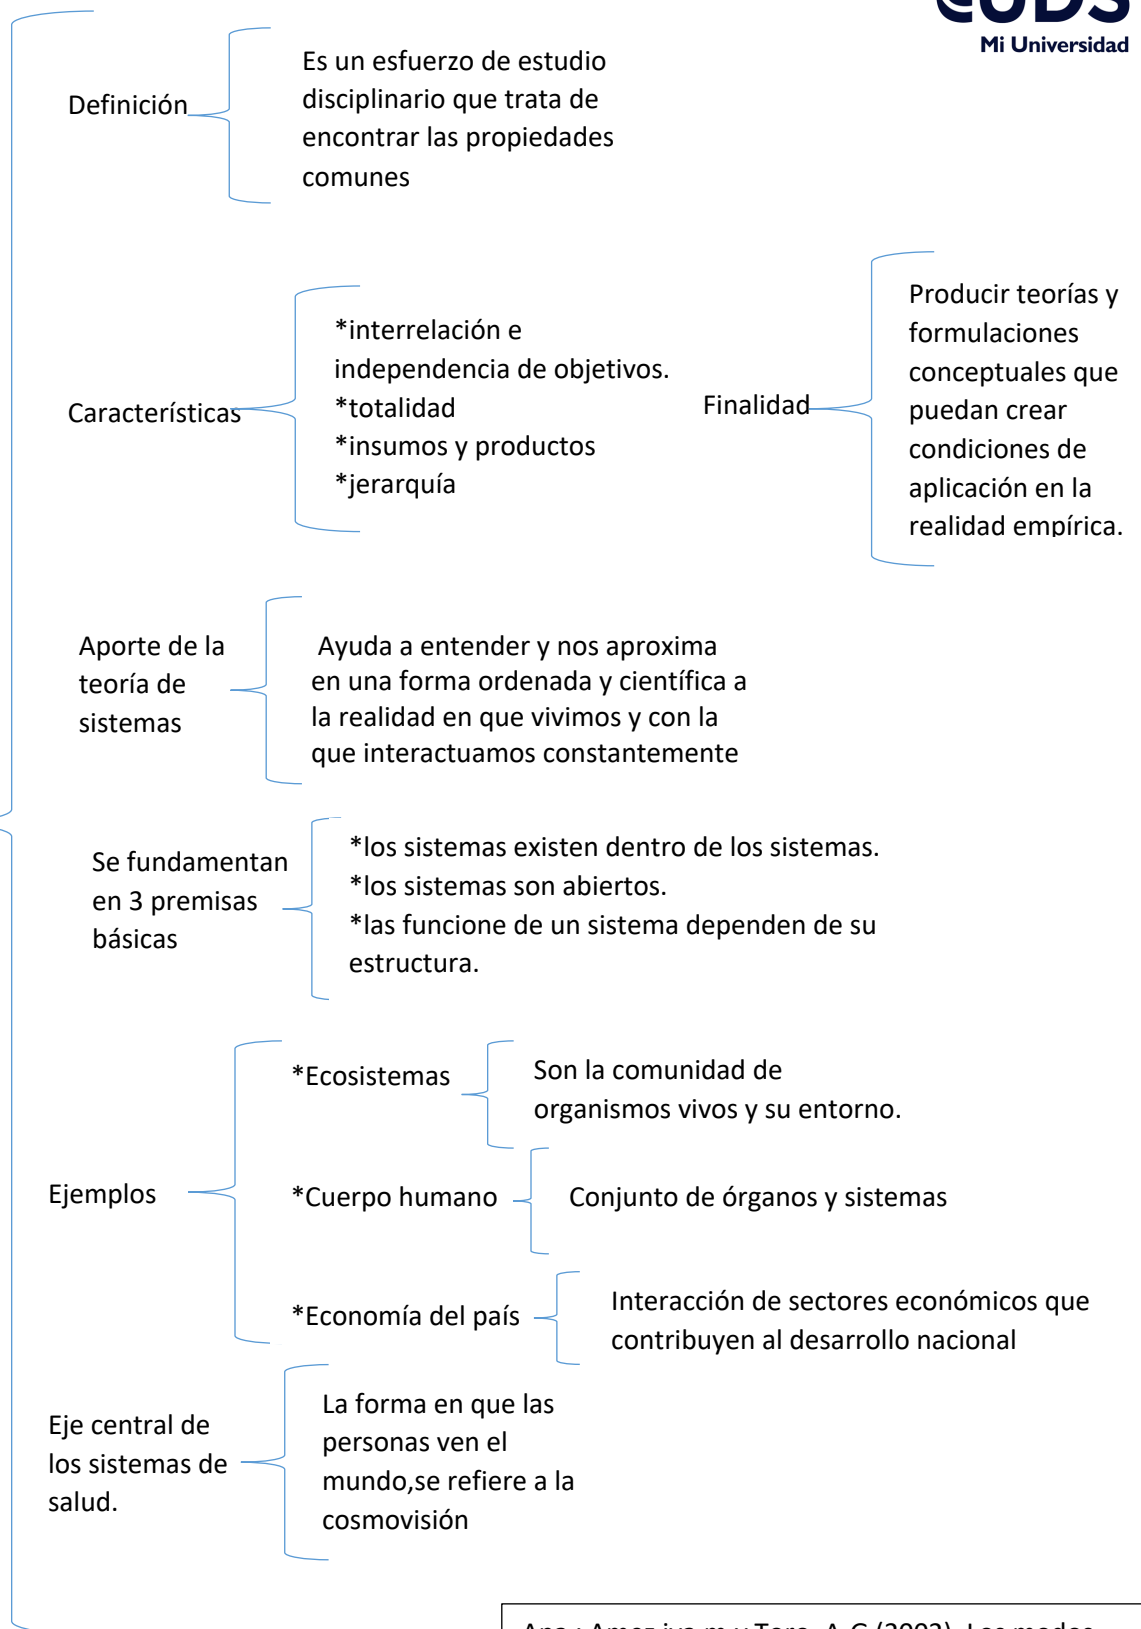 UDS
Mi Universidad
Definición
Es un esfuerzo de estudio
disciplinario que trata de
encontrar las propiedades
comunes
Características
*interrelación e
independencia de objetivos.
*totalidad
*insumos y productos
*jerarquía
Finalidad
Producir teorías y
formulaciones
conceptuales que
puedan crear
condiciones de
aplicación en la
realidad empírica.
Aporte de la
teoría de
sistemas
Ayuda a entender y nos aproxima
en una forma ordenada y científica a
la realidad en que vivimos y con la
que interactuamos constantemente
Se fundamentan
en 3 premisas
básicas
*los sistemas existen dentro de los sistemas.
*los sistemas son abiertos.
*las funcione de un sistema dependen de su
estructura.
Ejemplos
*Ecosistemas
Son la comunidad de
organismos vivos y su entorno.
*Cuerpo humano
Conjunto de órganos y sistemas
*Economía del país
Interacción de sectores económicos que
contribuyen al desarrollo nacional
Eje central de
los sistemas de
salud.
La forma en que las
personas ven el
mundo,se refiere a la
cosmovisión
(2002). Los modos